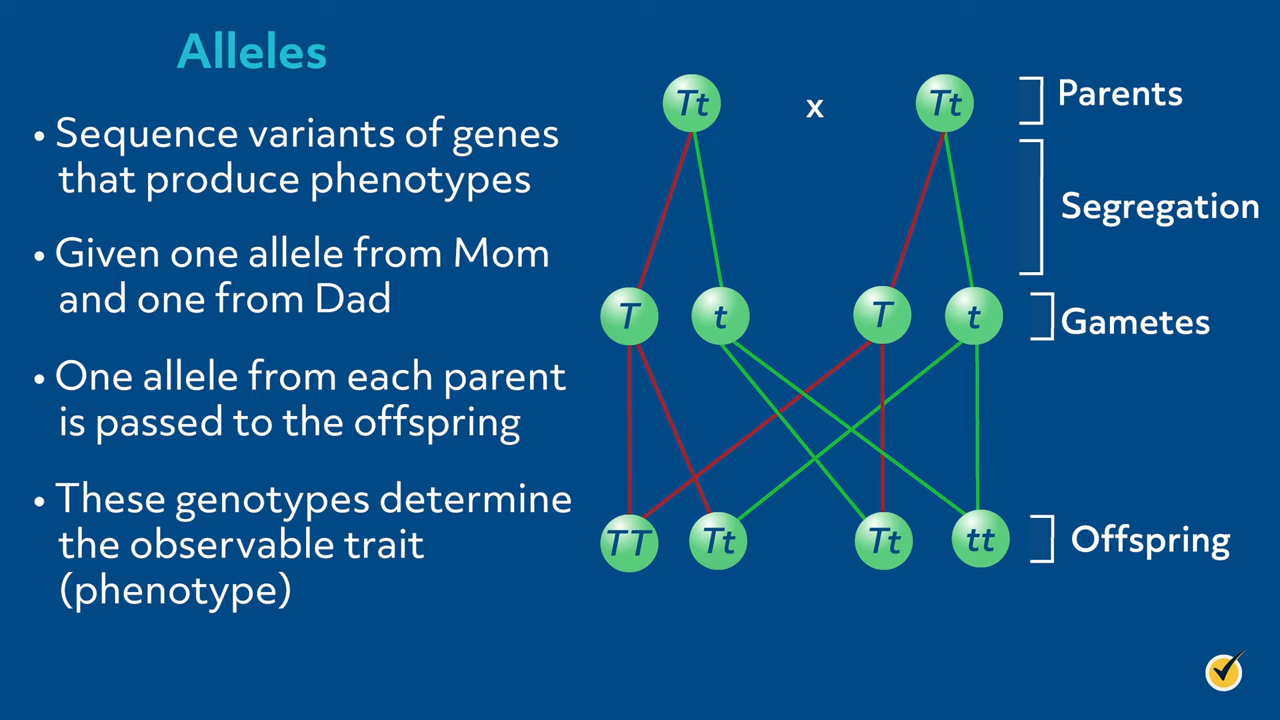 Alleles
• Sequence variants of genes
that produce phenotypes
• Given one allele from Mom
and one from Dad
• One allele from each parent
is passed to the offspring
• These genotypes determine
the observable trait
(phenotype)
Tt x Tt Parents
Segregation
T t T t Gametes
TT Tt Tt tt Offspring